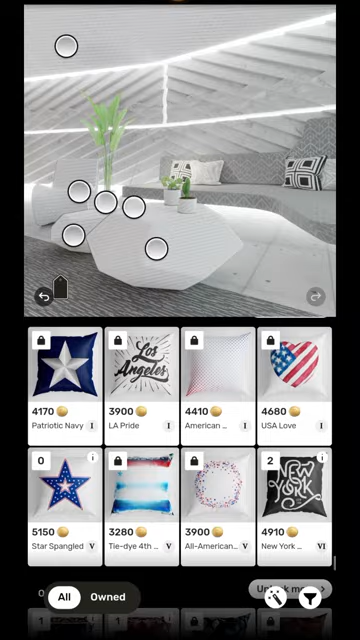 Los
Angeles
4170
3900
4410
4680
Patriotic Navy I
LA Pride I
American ... I
USA Love I
0
2
NEW
YORK
5150
3280
3900
4910
Star Spangled V
Tie-dye 4th ... V
All-American... V
New York ... VI
All
Owned